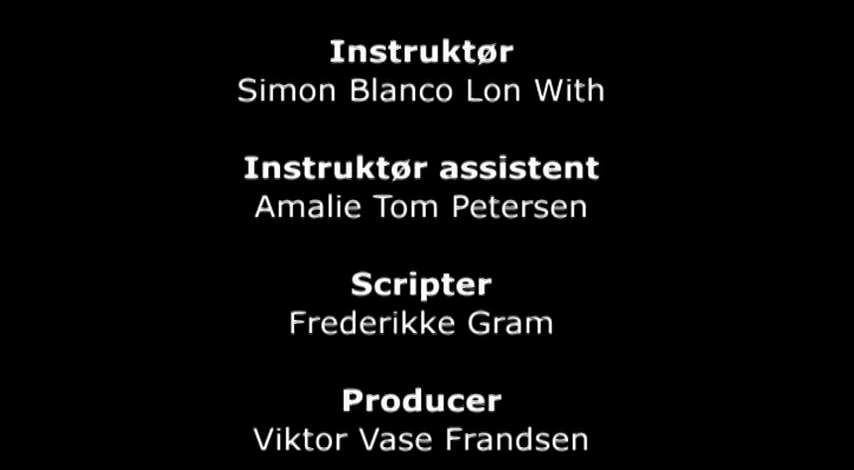 Instruktør
Simon Blanco Lon With
Instruktør assistent
Amalie Tom Petersen
Scripter
Frederikke Gram
Producer
Viktor Vase Frandsen